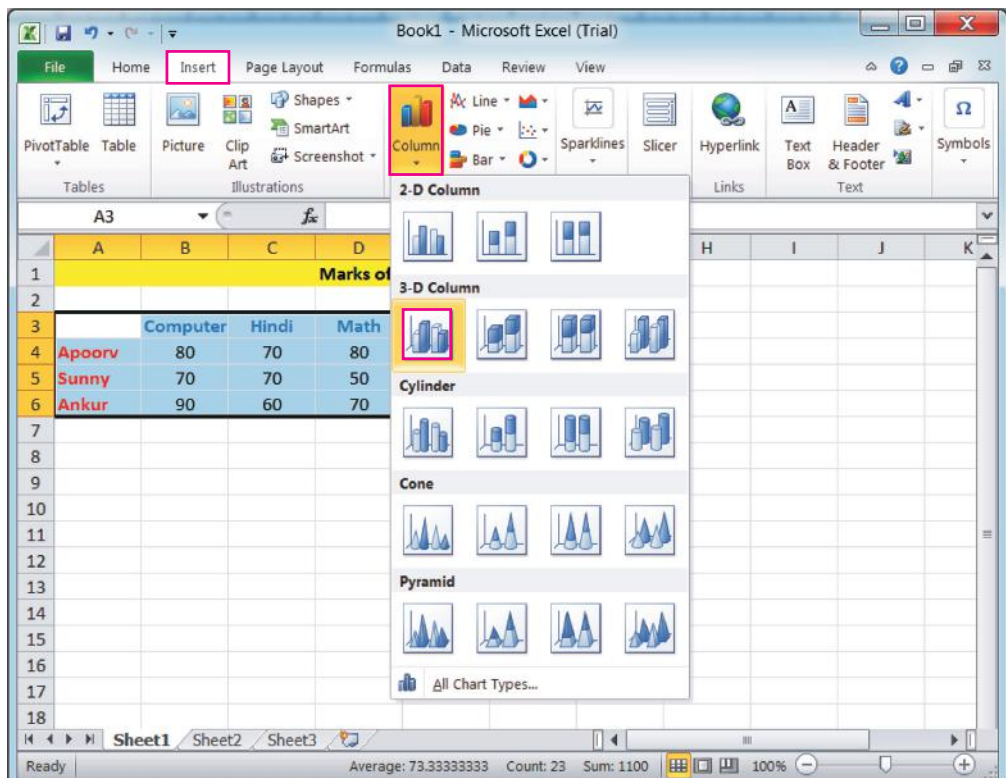 Book1 - Microsoft Excel (Trial)
File Home Insert Page Layout Formulas Data Review View
PivotTable Table Picture Clip Art Shapes SmartArt Screenshot Column Line Pie Bar Sparklines Slicer Hyperlink Text Box Header & Footer Symbols
Tables Illustrations Links Text
A3 fx
A B C D H I J K
1 Marks of
2
3 Computer Hindi Math
4 Apoorv 80 70 80
5 Sunny 70 70 50
6 Ankur 90 60 70
7
8
9
10
11
12
13
14
15
16
17
18
2-D Column
3-D Column
Cylinder
Cone
Pyramid
All Chart Types...
Sheet1 Sheet2 Sheet3
Ready Average: 73.33333333 Count: 23 Sum: 1100 100%